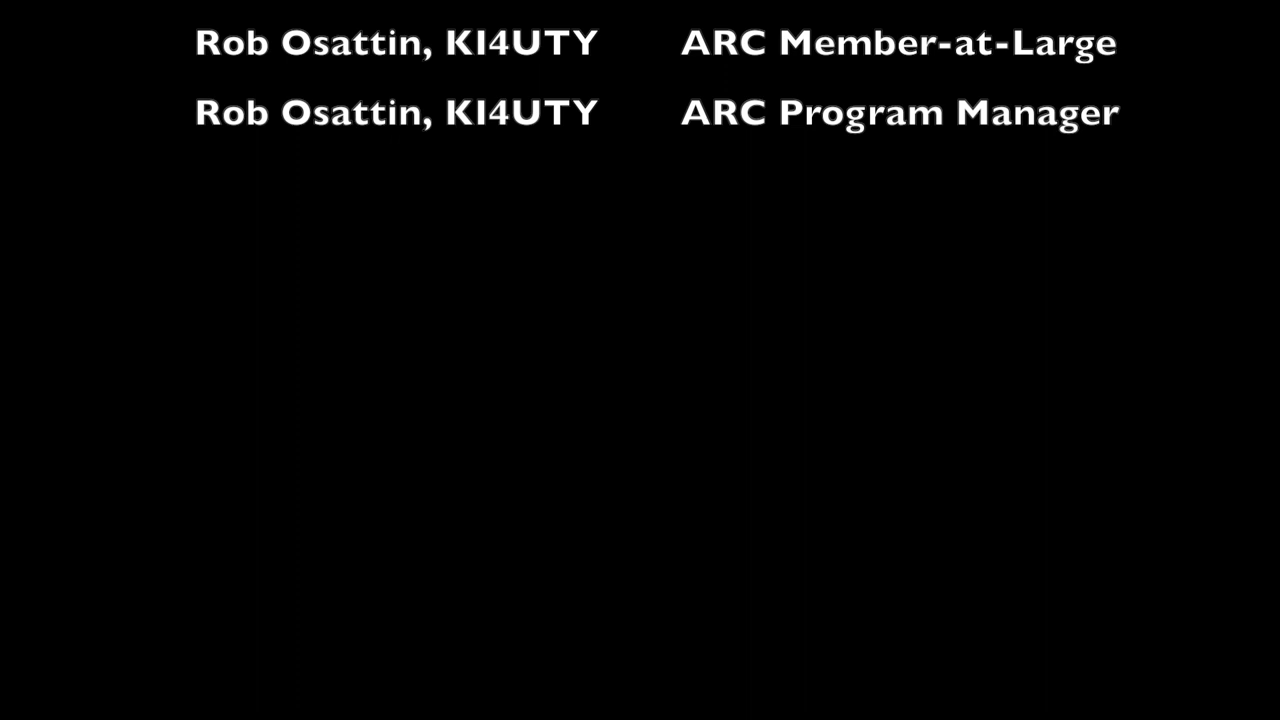 Rob Osattin, KI4UTY ARC Member-at-Large
Rob Osattin, KI4UTY ARC Program Manager